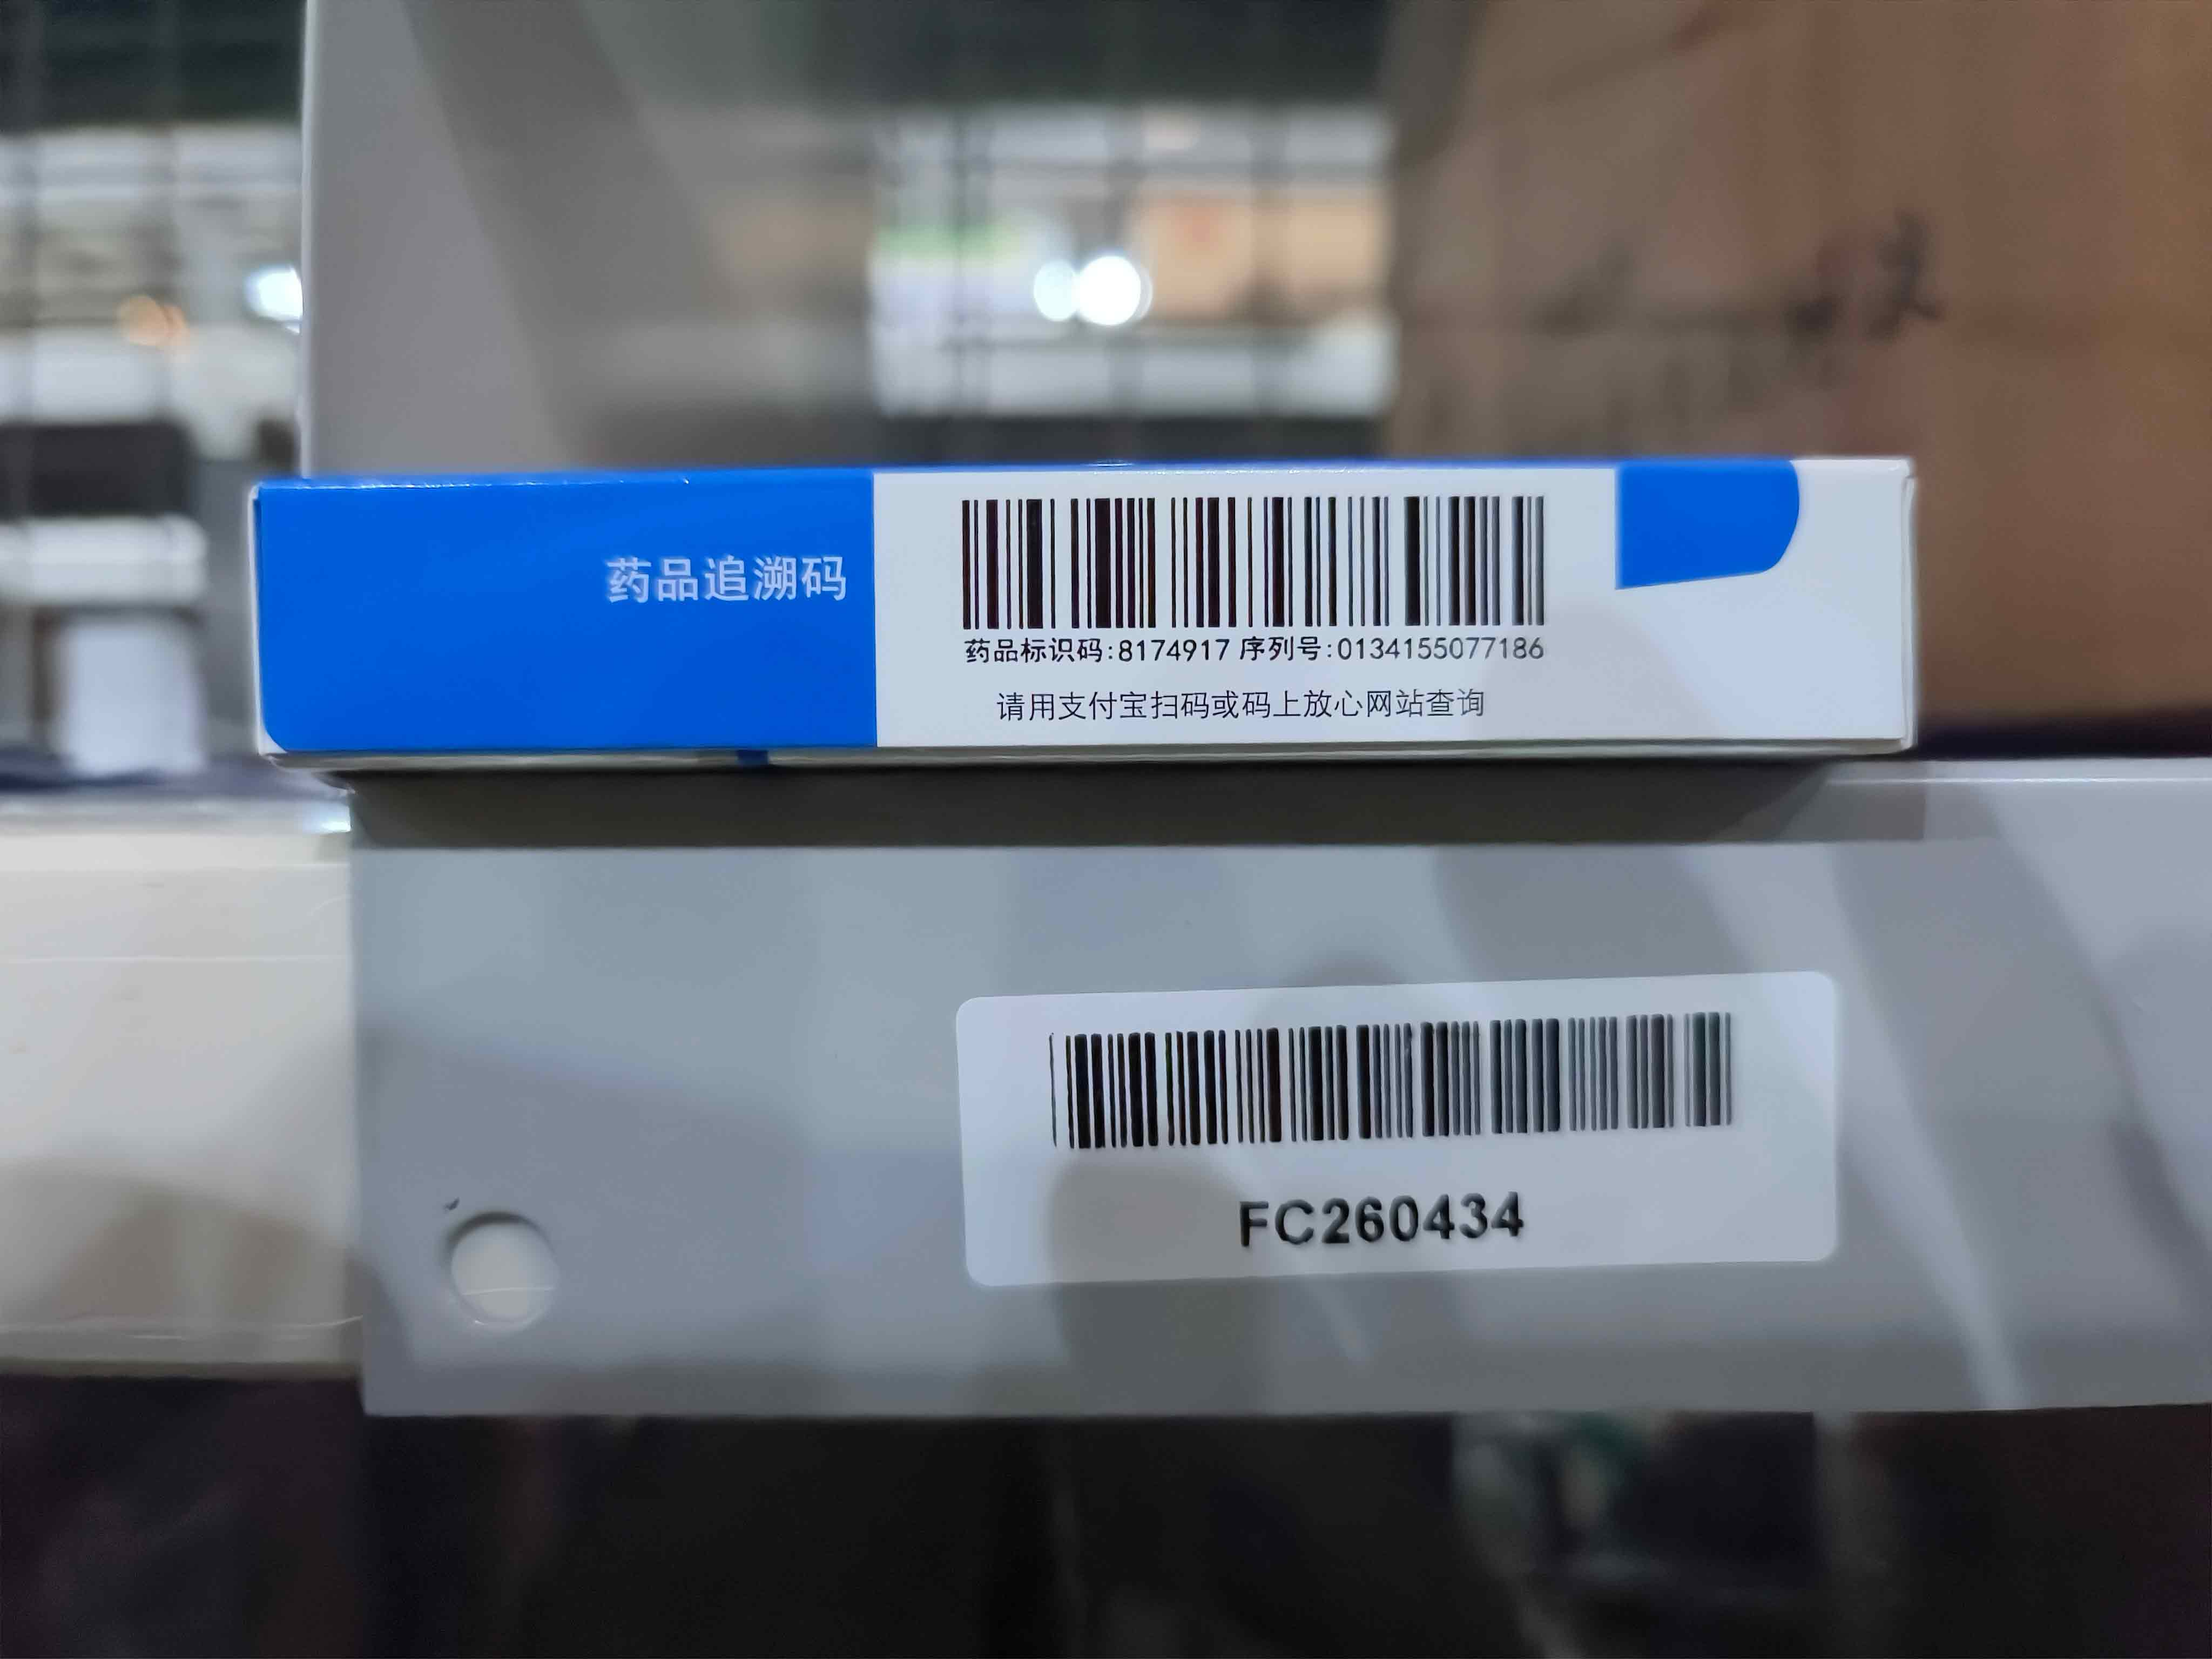 药品追溯码
药品标识码:8174917 序列号:0134155077186
请用支付宝扫码或码上放心网站查询
FC260434